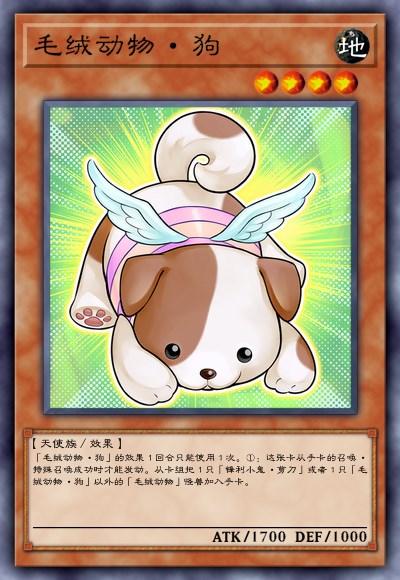 毛绒动物·狗
地
【天使族/效果】
「毛绒动物·狗」的效果1回合只能使用1次。①：这张卡从手卡的召唤·
特殊召唤成功时才能发动。从卡组把1只「锋利小鬼·剪刀」或者1只「毛
绒动物·狗」以外的「毛绒动物」怪兽加入手卡。
ATK/1700 DEF/1000